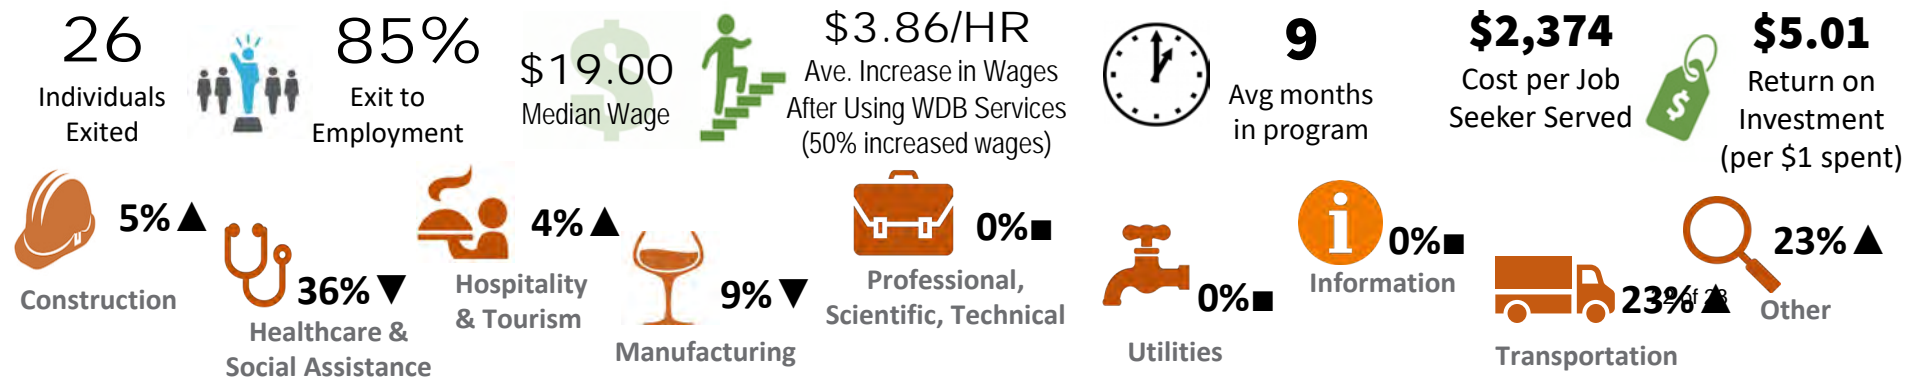 26
Individuals
Exited
85%
Exit to
Employment
$19.00
Median Wage
$3.86/HR
Ave. Increase in Wages
After Using WDB Services
(50% increased wages)
9
Avg months
in program
$2,374
Cost per Job
Seeker Served
$
$5.01
Return on
Investment
(per $1 spent)
5% ▲
Construction
36% ▼
Healthcare &
Social Assistance
4% ▲
Hospitality
& Tourism
9% ▼
Manufacturing
0% ■
Professional,
Scientific, Technical
0% ■
Utilities
i
0% ■
Information
23% ▲
Transportation
23% ▲
Other